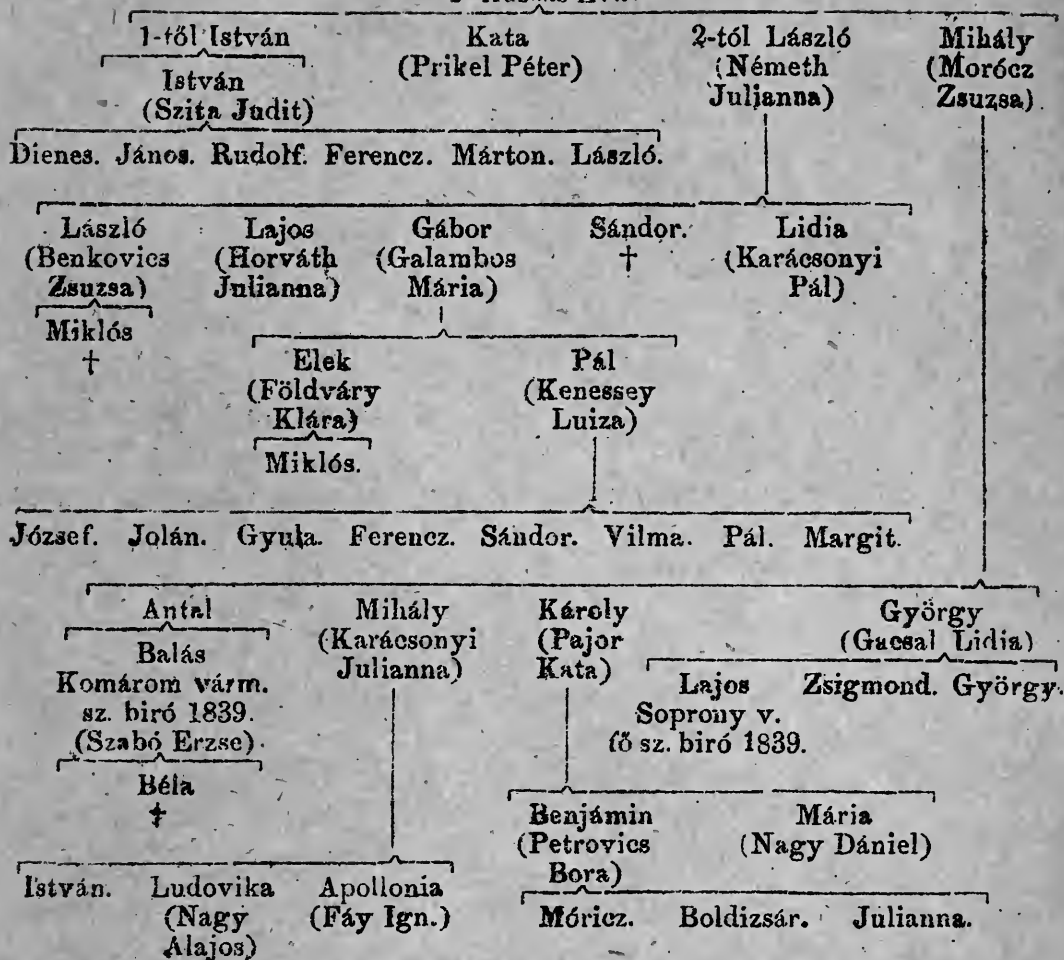 1-től István Kata 2-tól László Mihály
(Prikel Péter) (Németh (Morócz
István Julianna) Zsuzsa)
(Szita Judit)
Dienes. János. Rudolf. Ferencz. Márton. László.
László Lajos Gábor Sándor. Lidia
(Benkovics (Horváth (Galambos † (Karácsonyi
Zsuzsa) Julianna) Mária) Pál)
Miklós
†
Elek Pál
(Földváry (Kenessey
Klára) Luiza)
Miklós.
József. Jolán. Gyula. Ferencz. Sándor. Vilma. Pál. Margit.
Antal Mihály Károly György
(Karácsonyi (Pajor (Gacsal Lidia)
Balás Julianna) Kata)
Komárom várm. Lajos Zsigmond. György.
sz. biró 1839. Soprony v.
(Szabó Erzse) fő sz. biró 1839.
Béla
†
Benjámin Mária
(Petrovics (Nagy Dániel)
Bora)
István. Ludovika Apollonia
(Nagy (Fáy Ign.)
Alajos)
Móricz. Boldizsár. Julianna.